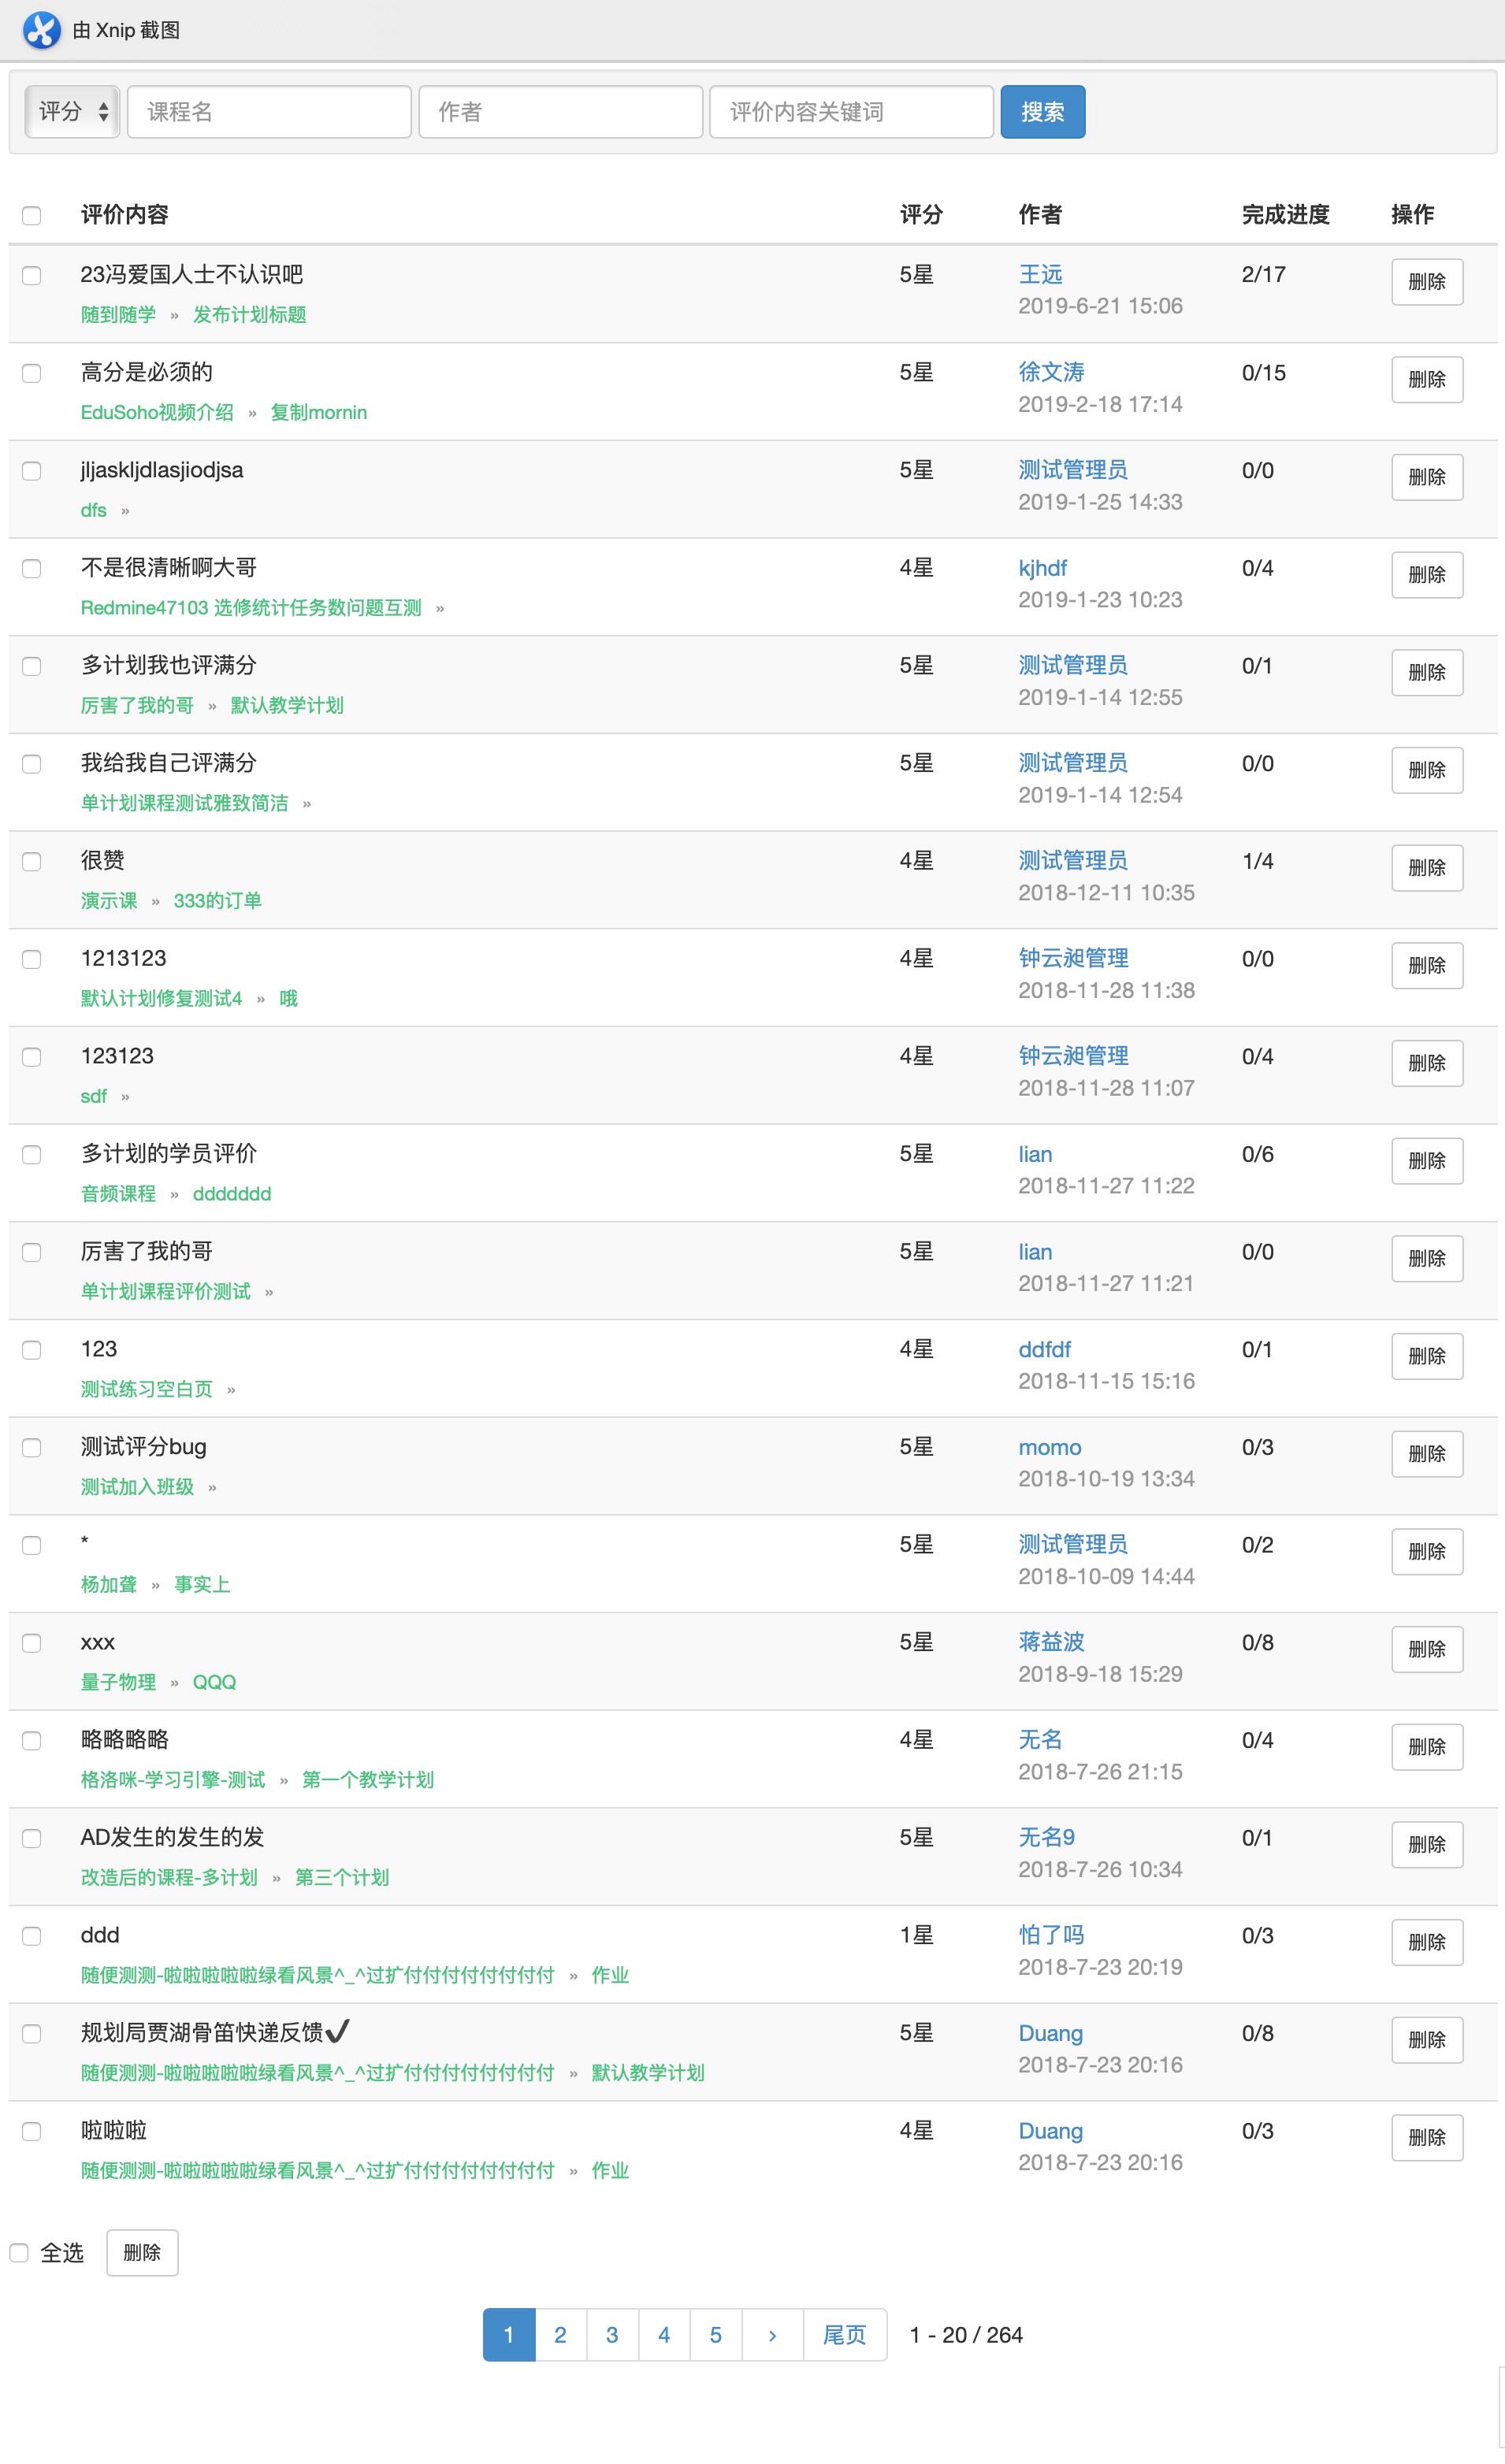 由 Xnip 截图
评分 课程名 作者 评价内容关键词 搜索
评价内容 评分 作者 完成进度 操作
23冯爱国人士不认识吧 5星 王远 2/17 删除
2019-6-21 15:06
随到随学 » 发布计划标题
高分是必须的 5星 徐文涛 0/15 删除
2019-2-18 17:14
EduSoho视频介绍 » 复制mornin
jljaskljdlasjiodjsa 5星 测试管理员 0/0 删除
2019-1-25 14:33
dfs »
不是很清晰啊大哥 4星 kjhdf 0/4 删除
2019-1-23 10:23
Redmine47103 选修统计任务数问题互测 »
多计划我也评满分 5星 测试管理员 0/1 删除
2019-1-14 12:55
厉害了我的哥 » 默认教学计划
我给我自己评满分 5星 测试管理员 0/0 删除
2019-1-14 12:54
单计划课程测试雅致简洁 »
很赞 4星 测试管理员 1/4 删除
2018-12-11 10:35
演示课 » 333的订单
1213123 4星 钟云昶管理 0/0 删除
2018-11-28 11:38
默认计划修复测试4 » 哦
123123 4星 钟云昶管理 0/4 删除
2018-11-28 11:07
sdf »
多计划的学员评价 5星 lian 0/6 删除
2018-11-27 11:22
音频课程 » ddddddd
厉害了我的哥 5星 lian 0/0 删除
2018-11-27 11:21
单计划课程评价测试 »
123 4星 ddfdf 0/1 删除
2018-11-15 15:16
测试练习空白页 »
测试评分bug 5星 momo 0/3 删除
2018-10-19 13:34
测试加入班级 »
* 5星 测试管理员 0/2 删除
2018-10-09 14:44
杨加聋 » 事实上
xxx 5星 蒋益波 0/8 删除
2018-9-18 15:29
量子物理 » QQQ
略略略略 4星 无名 0/4 删除
2018-7-26 21:15
格洛咪-学习引擎-测试 » 第一个教学计划
AD发生的发生的发 5星 无名9 0/1 删除
2018-7-26 10:34
改造后的课程-多计划 » 第三个计划
ddd 1星 怕了吗 0/3 删除
2018-7-23 20:19
随便测测-啦啦啦啦啦绿看风景^_^过扩付付付付付付付付 » 作业
规划局贾湖骨笛快递反馈✔ 5星 Duang 0/8 删除
2018-7-23 20:16
随便测测-啦啦啦啦啦绿看风景^_^过扩付付付付付付付付 » 默认教学计划
啦啦啦 4星 Duang 0/3 删除
2018-7-23 20:16
随便测测-啦啦啦啦啦绿看风景^_^过扩付付付付付付付付 » 作业
全选 删除
1 2 3 4 5 › 尾页 1 - 20 / 264